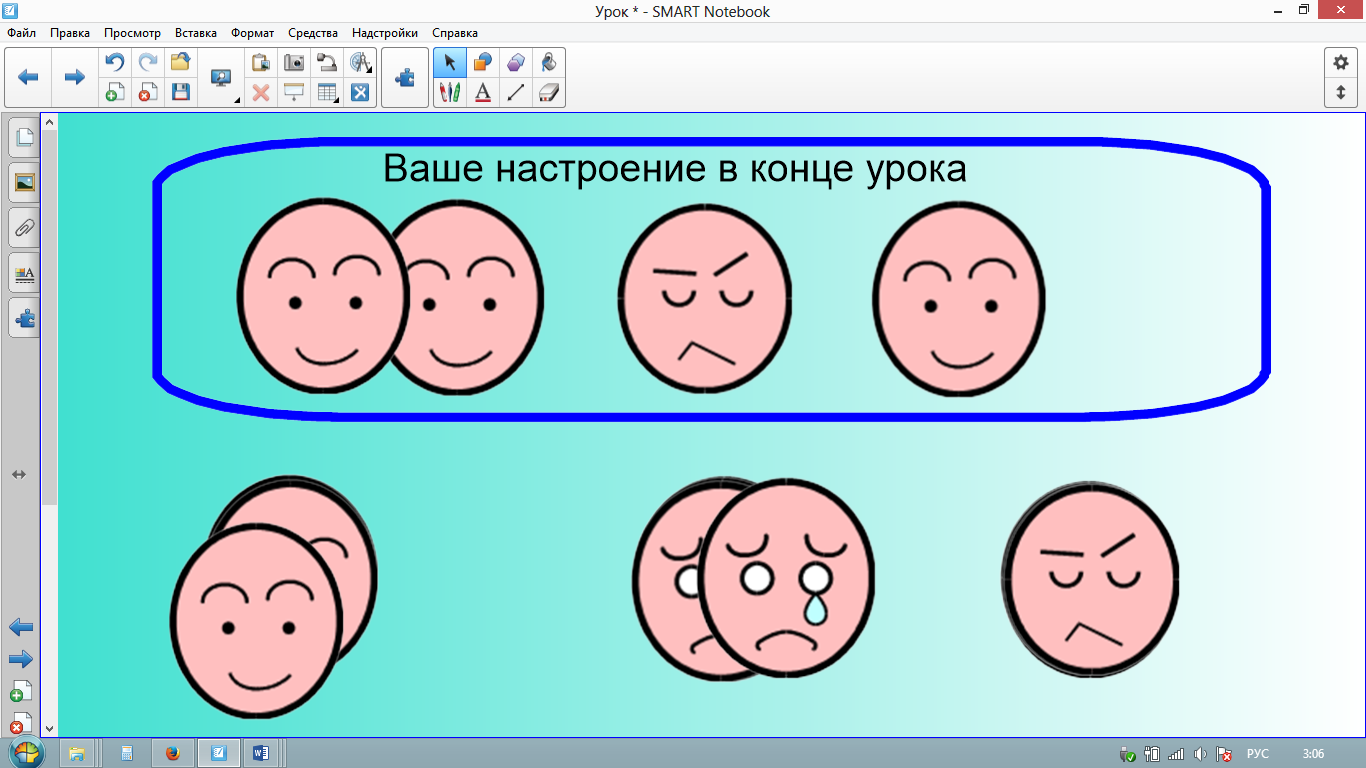 Урок * - SMART Notebook
Файл Правка Просмотр Вставка Формат Средства Надстройки Справка
Ваше настроение в конце урока
РУС 3:06